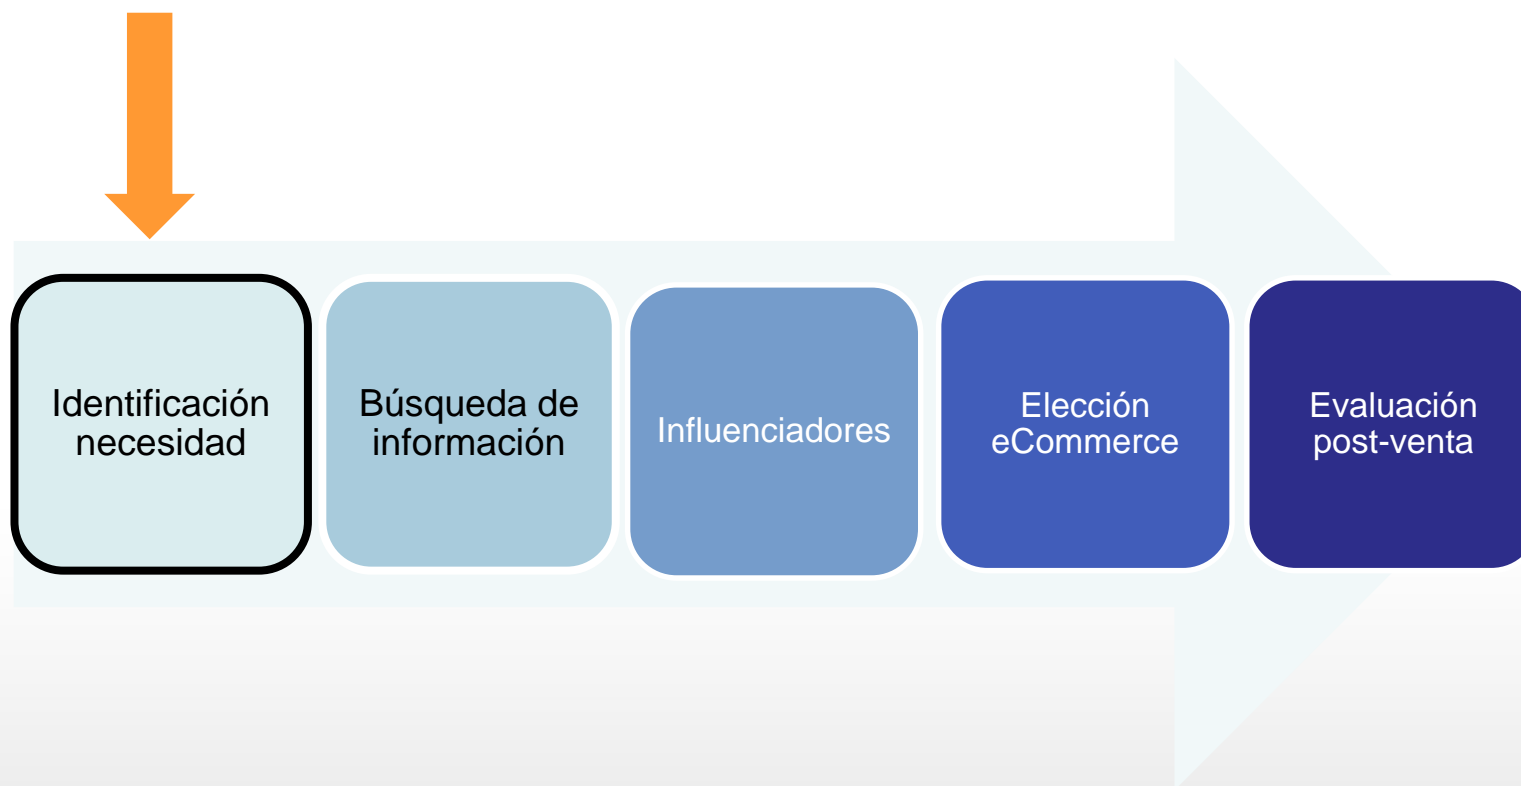 Identificación
necesidad
Búsqueda de
información
Influenciadores
Elección
eCommerce
Evaluación
post-venta